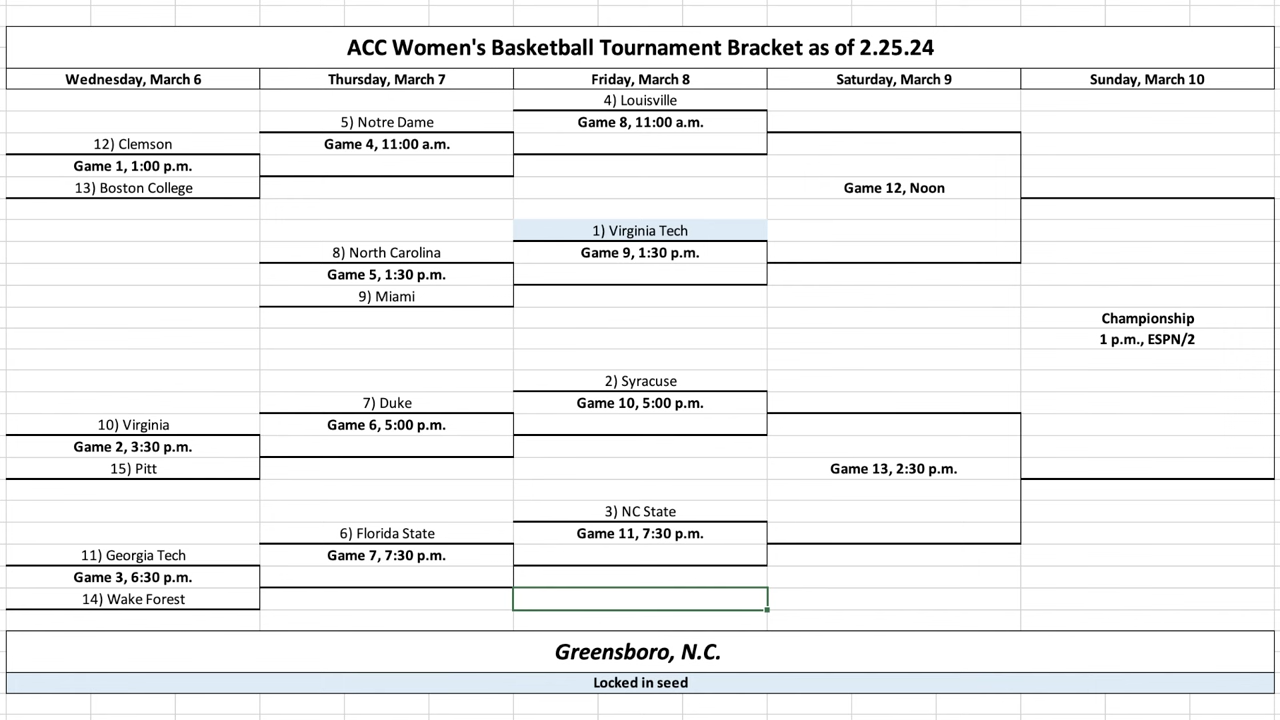 ACC Women's Basketball Tournament Bracket as of 2.25.24
Wednesday, March 6 Thursday, March 7 Friday, March 8 Saturday, March 9 Sunday, March 10
4) Louisville
5) Notre Dame Game 8, 11:00 a.m.
12) Clemson Game 4, 11:00 a.m.
Game 1, 1:00 p.m.
13) Boston College Game 12, Noon
1) Virginia Tech
8) North Carolina Game 9, 1:30 p.m.
Game 5, 1:30 p.m.
9) Miami
Championship
1 p.m., ESPN/2
2) Syracuse
7) Duke Game 10, 5:00 p.m.
10) Virginia Game 6, 5:00 p.m.
Game 2, 3:30 p.m.
15) Pitt Game 13, 2:30 p.m.
3) NC State
6) Florida State Game 11, 7:30 p.m.
11) Georgia Tech Game 7, 7:30 p.m.
Game 3, 6:30 p.m.
14) Wake Forest
Greensboro, N.C.
Locked in seed